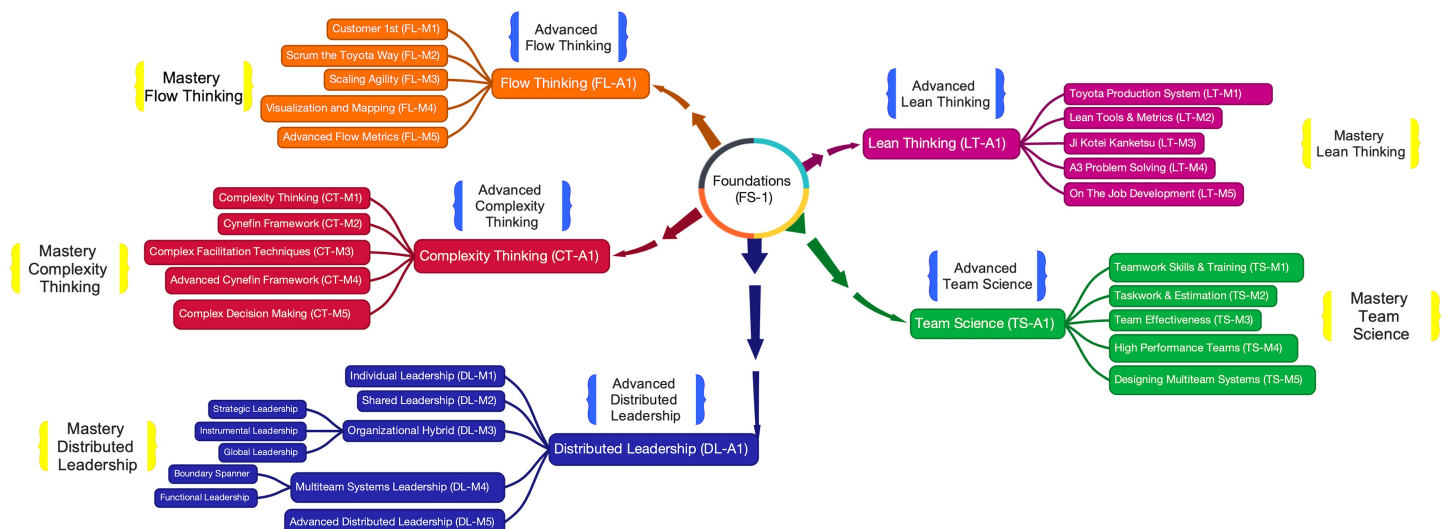 Customer 1st (FL-M1)
Scrum the Toyota Way (FL-M2)
Scaling Agility (FL-M3)
Visualization and Mapping (FL-M4)
Advanced Flow Metrics (FL-M5)
Mastery
Flow Thinking
Advanced
Flow Thinking
Flow Thinking (FL-A1)
Foundations
(FS-1)
Advanced
Lean Thinking
Lean Thinking (LT-A1)
Toyota Production System (LT-M1)
Lean Tools & Metrics (LT-M2)
Ji Kotei Kanketsu (LT-M3)
A3 Problem Solving (LT-M4)
On The Job Development (LT-M5)
Mastery
Lean Thinking
Complexity Thinking (CT-M1)
Cynefin Framework (CT-M2)
Complex Facilitation Techniques (CT-M3)
Advanced Cynefin Framework (CT-M4)
Complex Decision Making (CT-M5)
Mastery
Complexity
Thinking
Advanced
Complexity
Thinking
Complexity Thinking (CT-A1)
Advanced
Team Science
Team Science (TS-A1)
Teamwork Skills & Training (TS-M1)
Taskwork & Estimation (TS-M2)
Team Effectiveness (TS-M3)
High Performance Teams (TS-M4)
Designing Multiteam Systems (TS-M5)
Mastery
Team
Science
Individual Leadership (DL-M1)
Shared Leadership (DL-M2)
Organizational Hybrid (DL-M3)
Strategic Leadership
Instrumental Leadership
Global Leadership
Multiteam Systems Leadership (DL-M4)
Boundary Spanner
Functional Leadership
Advanced Distributed Leadership (DL-M5)
Mastery
Distributed
Leadership
Advanced
Distributed
Leadership
Distributed Leadership (DL-A1)